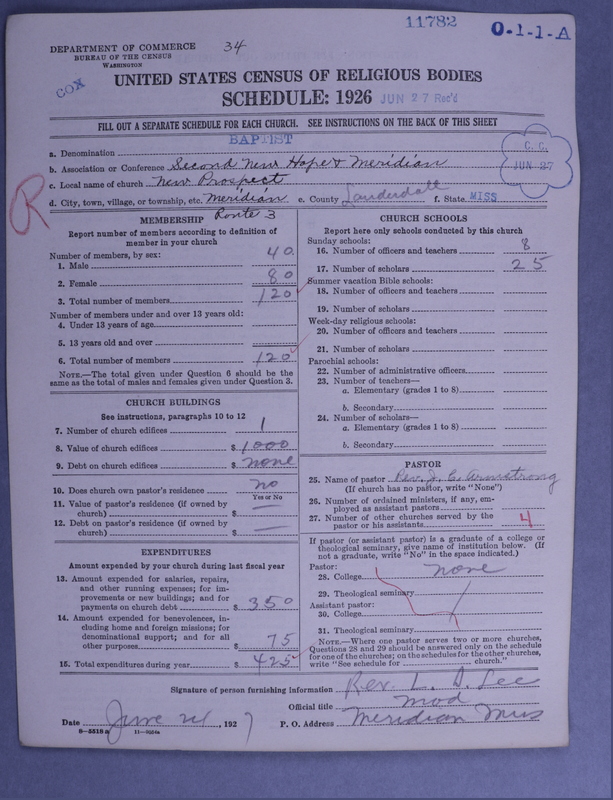 11782 O-1-1-A
DEPARTMENT OF COMMERCE 34
BUREAU OF THE CENSUS
WASHINGTON
COX
UNITED STATES CENSUS OF RELIGIOUS BODIES
SCHEDULE: 1926 JUN 27 Rec'd
FILL OUT A SEPARATE SCHEDULE FOR EACH CHURCH. SEE INSTRUCTIONS ON THE BACK OF THIS SHEET
BAPTIST
a. Denomination
C. C.
b. Association or Conference Second New Hope & Meridian
JUN 27
c. Local name of church New Prospect
R
d. City, town, village, or township, etc. Meridian e. County Lauderdall f. State MISS
Route 3
MEMBERSHIP
Report number of members according to definition of
member in your church
Number of members, by sex:
1. Male 40
2. Female 80
3. Total number of members 120
Number of members under and over 13 years old:
4. Under 13 years of age
5. 13 years old and over
6. Total number of members 120
NOTE.—The total given under Question 6 should be the
same as the total of males and females given under Question 3.
CHURCH BUILDINGS
See instructions, paragraphs 10 to 12
7. Number of church edifices 1
8. Value of church edifices $ 1000
9. Debt on church edifices $ none
10. Does church own pastor's residence no
Yes or No
11. Value of pastor's residence (if owned by
church) $
12. Debt on pastor's residence (if owned by
church) $
EXPENDITURES
Amount expended by your church during last fiscal year
13. Amount expended for salaries, repairs,
and other running expenses; for im-
provements or new buildings; and for
payments on church debt $ 350
14. Amount expended for benevolences, in-
cluding home and foreign missions; for
denominational support; and for all
other purposes $ 75
15. Total expenditures during year $ 425
CHURCH SCHOOLS
Report here only schools conducted by this church
Sunday schools:
16. Number of officers and teachers 8
17. Number of scholars 25
Summer vacation Bible schools:
18. Number of officers and teachers
19. Number of scholars
Week-day religious schools:
20. Number of officers and teachers
21. Number of scholars
Parochial schools:
22. Number of administrative officers
23. Number of teachers—
a. Elementary (grades 1 to 8)
b. Secondary
24. Number of scholars—
a. Elementary (grades 1 to 8)
b. Secondary
PASTOR
25. Name of pastor Rev. J. C. Armstrong
(If church has no pastor, write "None")
26. Number of ordained ministers, if any, em-
ployed as assistant pastors
27. Number of other churches served by the
pastor or his assistants 4
If pastor (or assistant pastor) is a graduate of a college or
theological seminary, give name of institution below. (If
not a graduate, write "No" in the space indicated.)
Pastor: none
28. College
29. Theological seminary
Assistant pastor:
30. College
31. Theological seminary
NOTE.—Where one pastor serves two or more churches,
Questions 28 and 29 should be answered only on the schedule
for one of the churches; on the schedules for the other churches,
write "See schedule for church."
Signature of person furnishing information Rev. L. D. Lee
Official title mod
Date June 24, 1927 P. O. Address Meridian Miss
8-5518 a